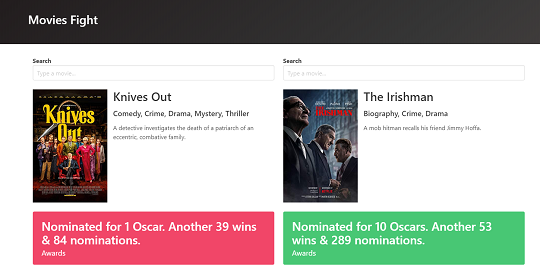 Movies Fight
Search
Type a movie...
Knives Out
Knives Out
Comedy, Crime, Drama, Mystery, Thriller
A detective investigates the death of a patriarch of an
eccentric, combative family.
Nominated for 1 Oscar. Another 39 wins
& 84 nominations.
Awards
Search
Type a movie...
The Irishman
Biography, Crime, Drama
A mob hitman recalls his friend Jimmy Hoffa.
Nominated for 10 Oscars. Another 53
wins & 289 nominations.
Awards